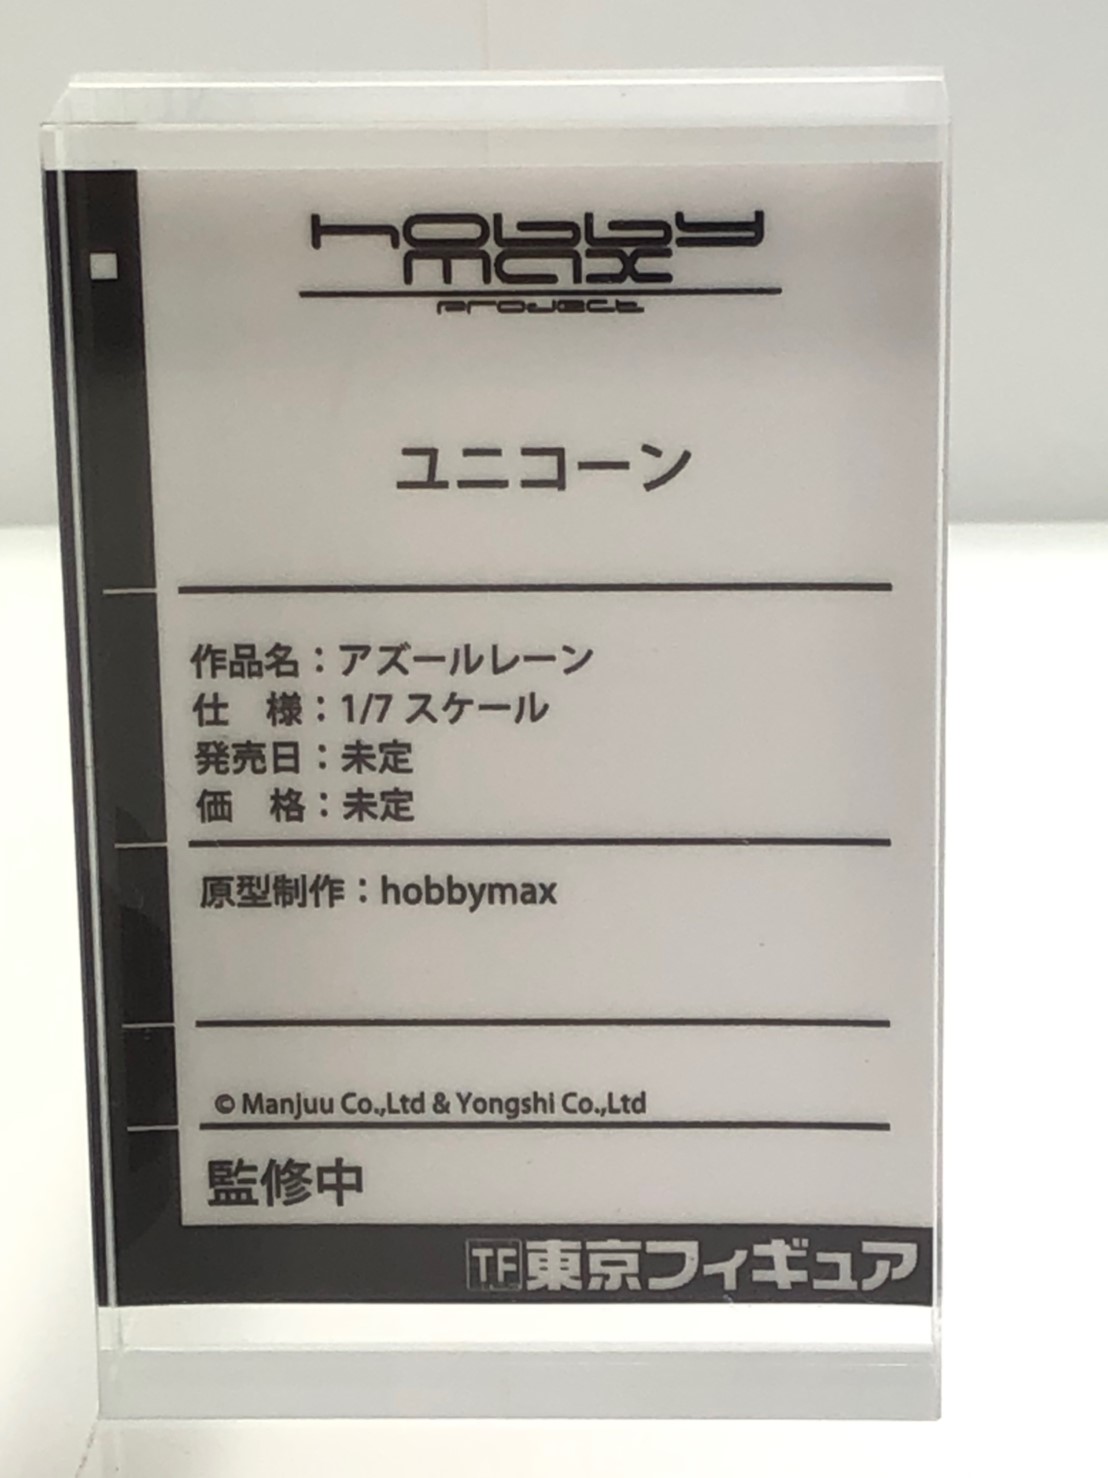 hobby
max
project
ユニコーン
作品名：アズールレーン
仕　様：1/7 スケール
発売日：未定
価　格：未定
原型制作：hobbymax
© Manjuu Co.,Ltd & Yongshi Co.,Ltd
監修中
TF東京フィギュア